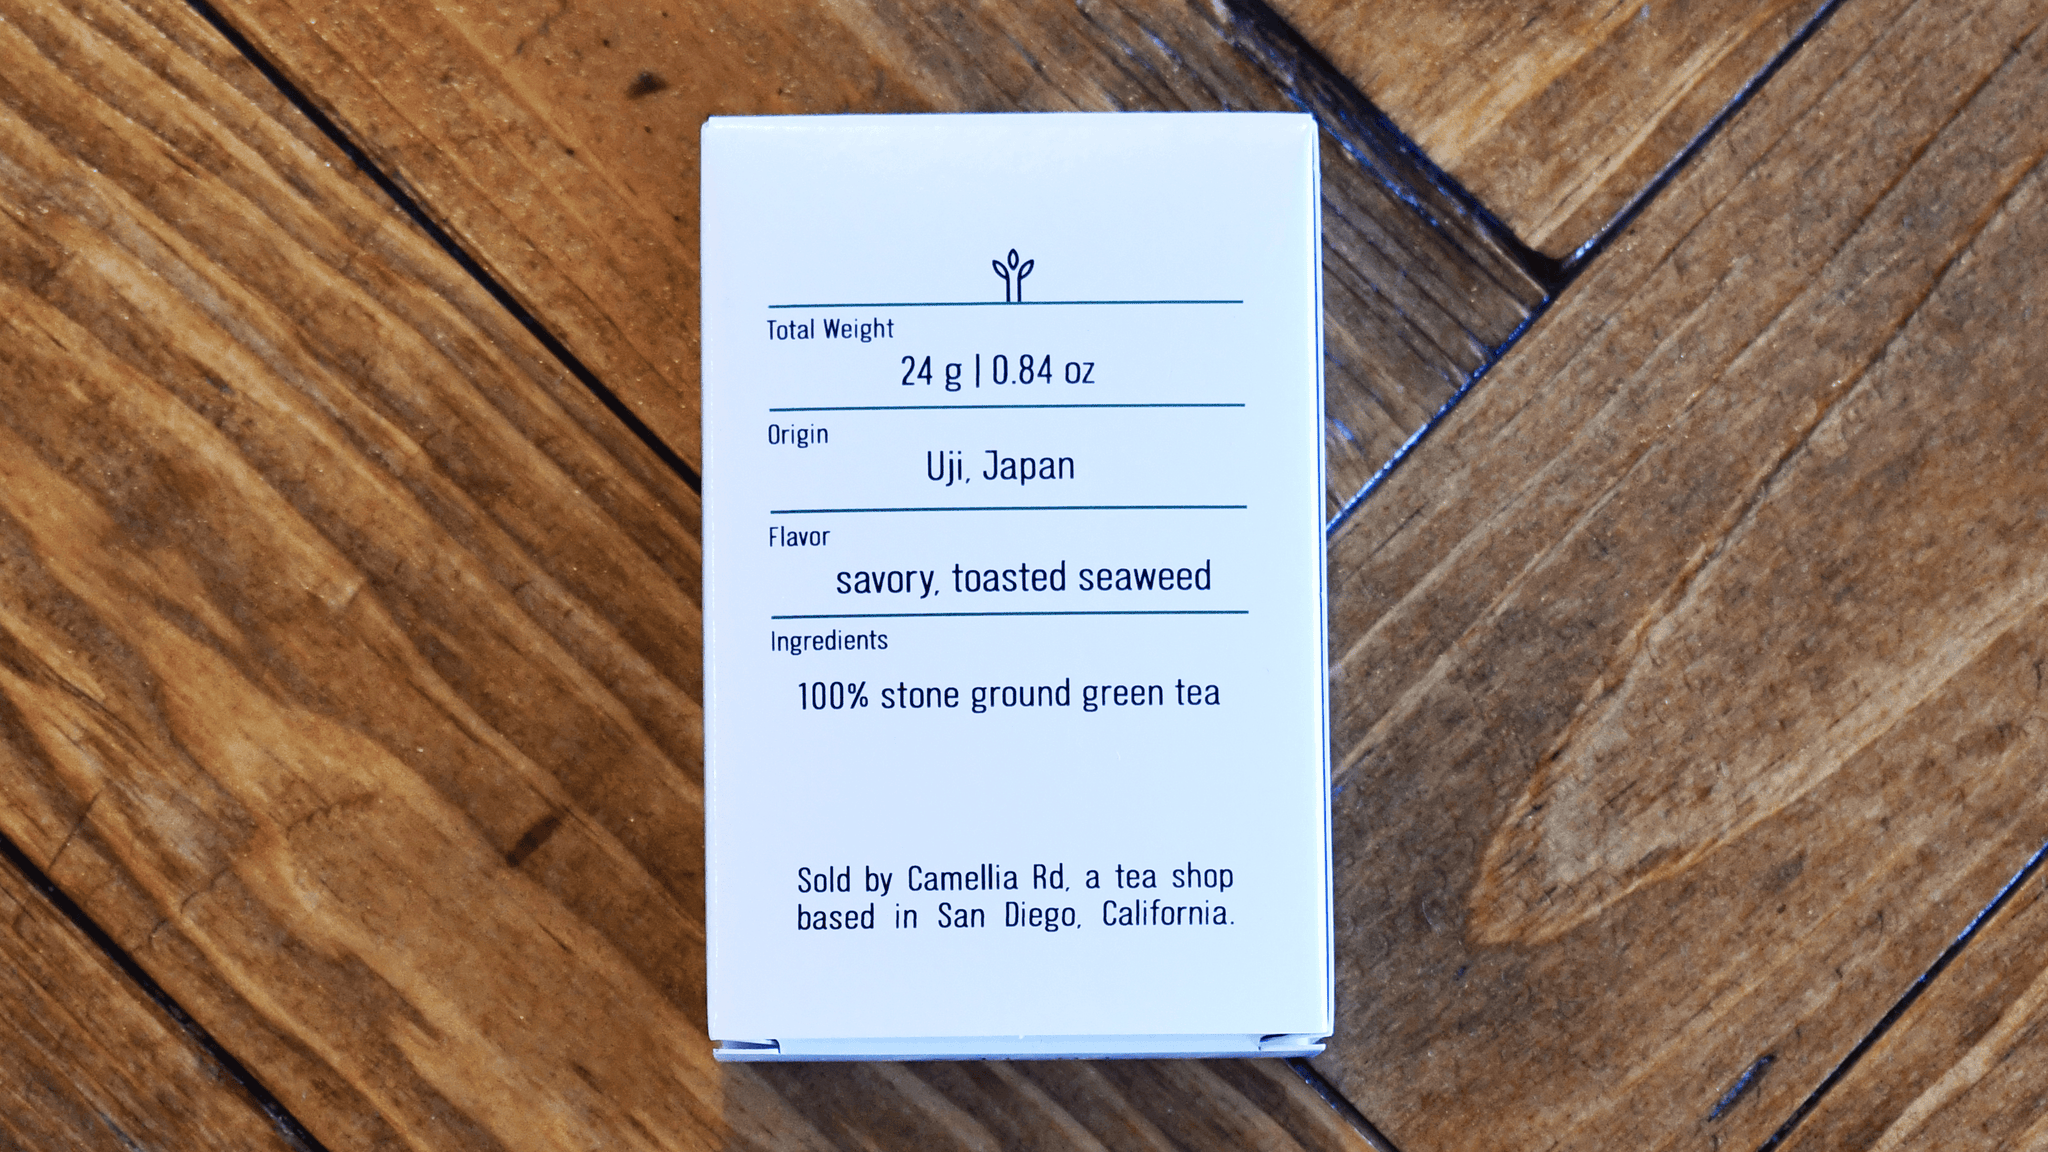 Total Weight
24 g | 0.84 oz
Origin
Uji, Japan
Flavor
savory, toasted seaweed
Ingredients
100% stone ground green tea
Sold by Camellia Rd, a tea shop
based in San Diego, California.